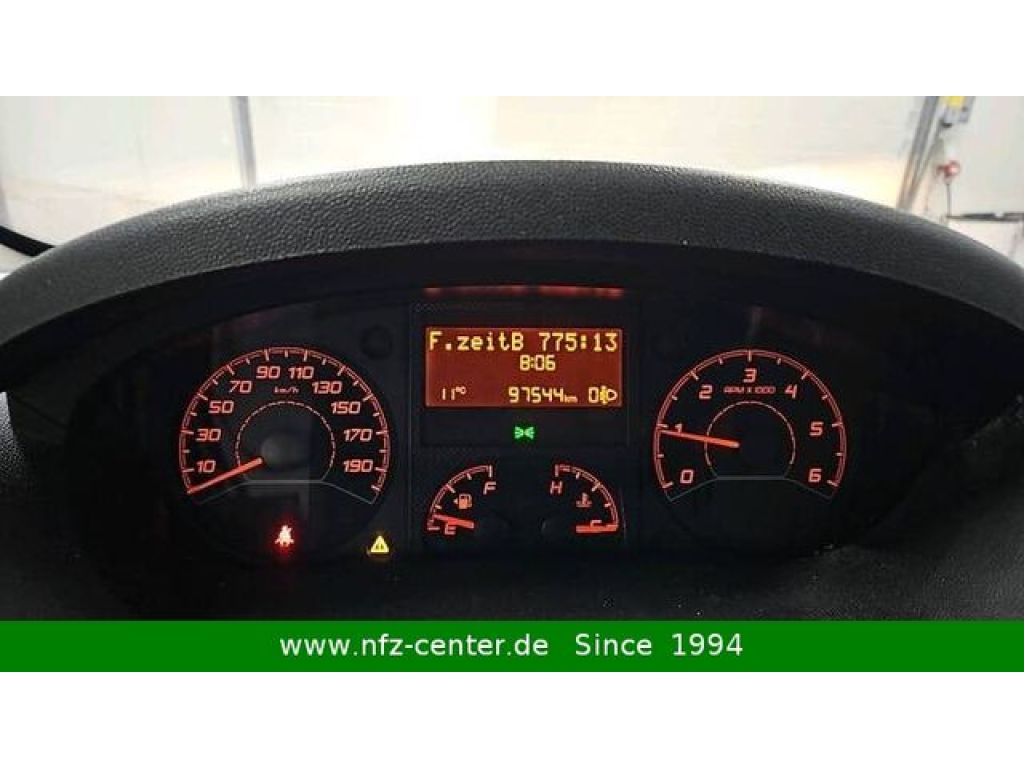 F.zeitB 775:13
8:06
11°C 97544km 0
10 30 50 70 90 110 130 150 170 190
km/h
0 1 2 3 4 5 6
RPM X 1000
E F
H C
www.nfz-center.de Since 1994